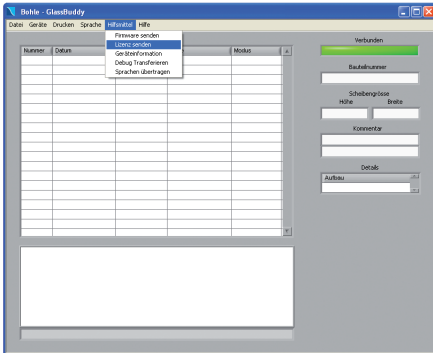 Bohle - GlassBuddy
Datei Geräte Drucken Sprache Hilfsmittel Hilfe
Firmware senden
Lizenz senden
Geräteinformation
Debug Transferieren
Sprachen übertragen
Nummer Datum Modus
Verbunden
Bauteilnummer
Scheibengrösse
Höhe Breite
Kommentar
Details
Aufbau